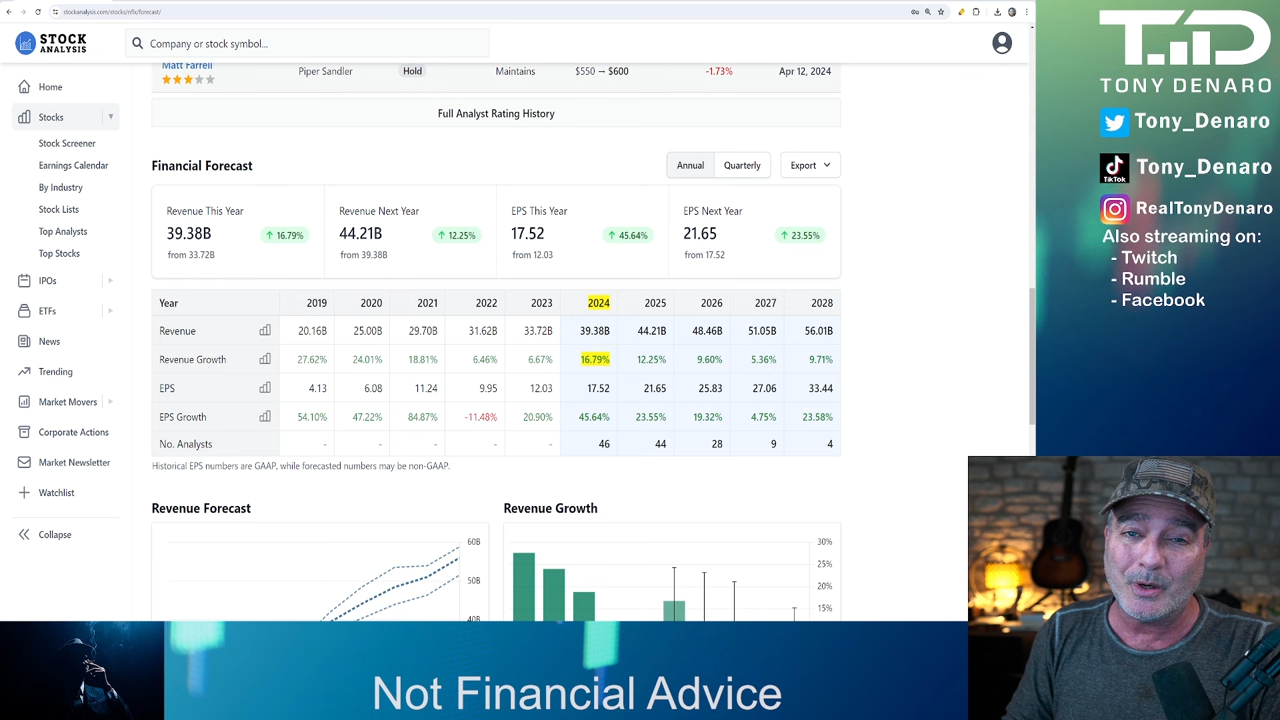 stockanalysis.com/stocks/nflx/forecast/
STOCK
ANALYSIS
Company or stock symbol...
Home
Stocks
Stock Screener
Earnings Calendar
By Industry
Stock Lists
Top Analysts
Top Stocks
IPOs
ETFs
News
Trending
Market Movers
Corporate Actions
Market Newsletter
Watchlist
Collapse
Matt Farrell Piper Sandler Hold Maintains $550 → $600 -1.73% Apr 12, 2024
Full Analyst Rating History
Financial Forecast Annual Quarterly Export
Revenue This Year Revenue Next Year EPS This Year EPS Next Year
39.38B ↑ 16.79% 44.21B ↑ 12.25% 17.52 ↑ 45.64% 21.65 ↑ 23.55%
from 33.72B from 39.38B from 12.03 from 17.52
Year 2019 2020 2021 2022 2023 2024 2025 2026 2027 2028
Revenue 20.16B 25.00B 29.70B 31.62B 33.72B 39.38B 44.21B 48.46B 51.05B 56.01B
Revenue Growth 27.62% 24.01% 18.81% 6.46% 6.67% 16.79% 12.25% 9.60% 5.36% 9.71%
EPS 4.13 6.08 11.24 9.95 12.03 17.52 21.65 25.83 27.06 33.44
EPS Growth 54.10% 47.22% 84.87% -11.48% 20.90% 45.64% 23.55% 19.32% 4.75% 23.58%
No. Analysts - - - - - 46 44 28 9 4
Historical EPS numbers are GAAP, while forecasted numbers may be non-GAAP.
Revenue Forecast Revenue Growth
60B
50B
40B
30%
25%
20%
15%
TD
TONY DENARO
Tony_Denaro
TikTok
Tony_Denaro
RealTonyDenaro
Also streaming on:
- Twitch
- Rumble
- Facebook
Not Financial Advice